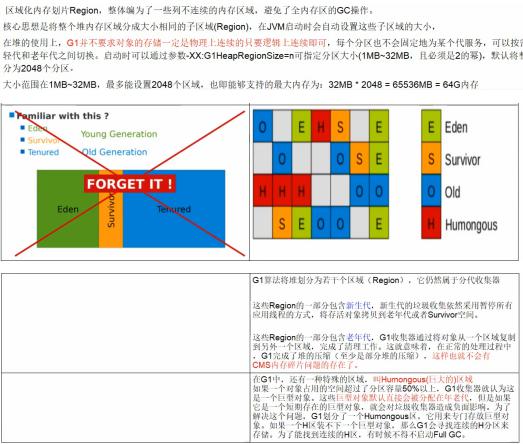 区域化内存划片Region，整体编为了一些列不连续的内存区域，避免了全内存区的GC操作。
核心思想是将整个堆内存区域分成大小相同的子区域(Region)，在JVM启动时会自动设置这些子区域的大小，
在堆的使用上，G1并不要求对象的存储一定是物理上连续的只要逻辑上连续即可，每个分区也不会固定地为某个代服务，可以按需
轻代和老年代之间切换。启动时可以通过参数-XX:G1HeapRegionSize=n可指定分区大小(1MB~32MB，且必须是2的幂)，默认将整
分为2048个分区。
大小范围在1MB~32MB，最多能设置2048个区域，也即能够支持的最大内存为：32MB * 2048 = 65536MB = 64G内存
Familiar with this ?
Eden
Young Generation
Survivor
Tenured
Old Generation
FORGET IT !
Eden
Survivor
Tenured
O E H S E
O O S E
H H H O O
S E O O E
E Eden
S Survivor
O Old
H Humongous
G1算法将堆划分为若干个区域（Region），它仍然属于分代收集器
这些Region的一部分包含新生代，新生代的垃圾收集依然采用暂停所有
应用线程的方式，将存活对象拷贝到老年代或者Survivor空间。
这些Region的一部分包含老年代，G1收集器通过将对象从一个区域复制
到另外一个区域，完成了清理工作。这就意味着，在正常的处理过程中
，G1完成了堆的压缩（至少是部分堆的压缩），这样也就不会有
CMS内存碎片问题的存在了。
在G1中，还有一种特殊的区域，叫Humongous(巨大的)区域
如果一个对象占用的空间超过了分区容量50%以上，G1收集器就认为这
是一个巨型对象。这些巨型对象默认直接会被分配在年老代，但是如果
它是一个短期存在的巨型对象，就会对垃圾收集器造成负面影响。为了
解决这个问题，G1划分了一个Humongous区，它用来专门存放巨型对
象。如果一个H区装不下一个巨型对象，那么G1会寻找连续的H分区来
存储。为了能找到连续的H区，有时候不得不启动Full GC。